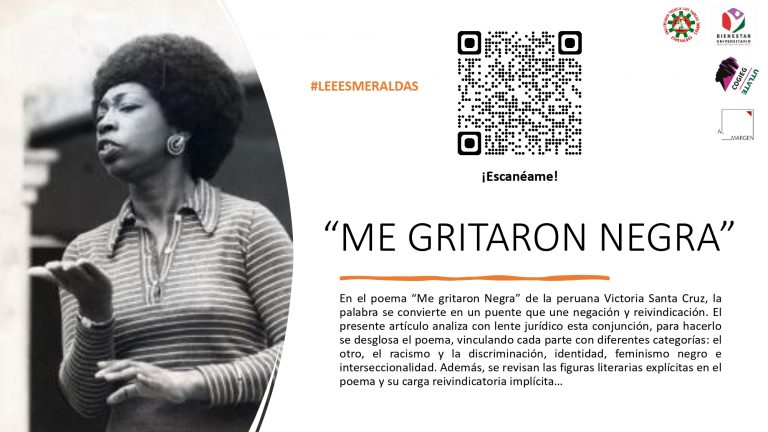 #LEEESMERALDAS
BIENESTAR
UNIVERSITARIO
COGIEG
UTLVTE
AL
MARGEN
¡Escanéame!
“ME GRITARON NEGRA”
En el poema “Me gritaron Negra” de la peruana Victoria Santa Cruz, la
palabra se convierte en un puente que une negación y reivindicación. El
presente artículo analiza con lente jurídico esta conjunción, para hacerlo
se desglosa el poema, vinculando cada parte con diferentes categorías: el
otro, el racismo y la discriminación, identidad, feminismo negro e
interseccionalidad. Además, se revisan las figuras literarias explícitas en el
poema y su carga reivindicatoria implícita…